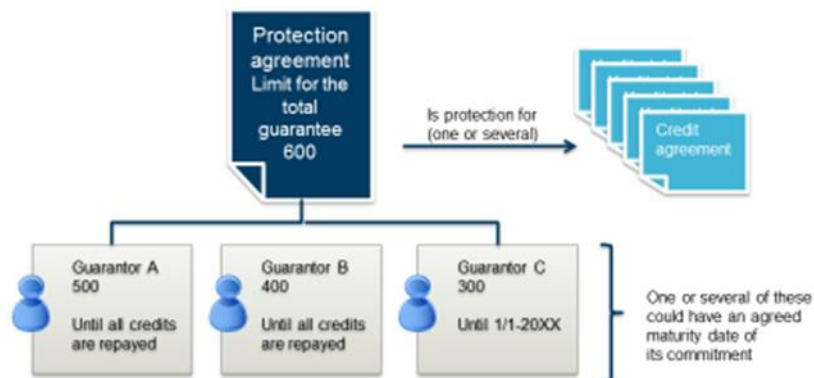 Protection
agreement
Limit for the
total
guarantee
600
Is protection for
(one or several)
Credit
agreement
Guarantor A
500
Until all credits
are repaid
Guarantor B
400
Until all credits
are repaid
Guarantor C
300
Until 1/1-20XX
One or several of these
could have an agreed
maturity date of
its commitment